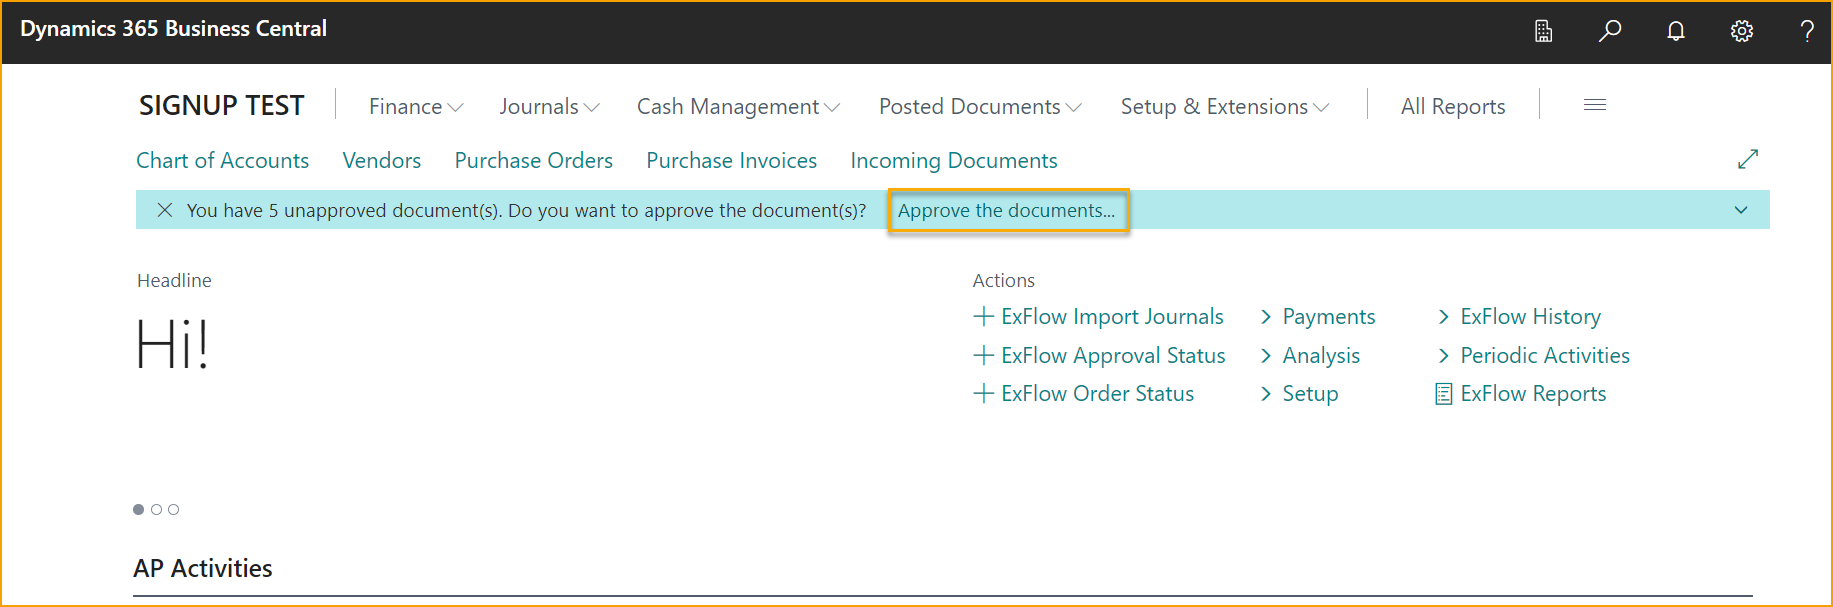 Dynamics 365 Business Central
?
SIGNUP TEST Finance Journals Cash Management Posted Documents Setup & Extensions All Reports
Chart of Accounts Vendors Purchase Orders Purchase Invoices Incoming Documents
You have 5 unapproved document(s). Do you want to approve the document(s)? Approve the documents...
Headline
Hi!
Actions
ExFlow Import Journals Payments ExFlow History
ExFlow Approval Status Analysis Periodic Activities
ExFlow Order Status Setup ExFlow Reports
AP Activities